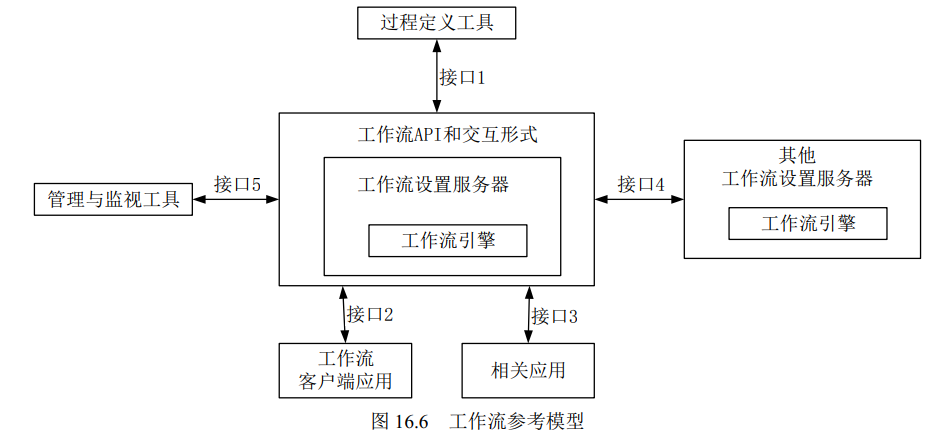 过程定义工具
接口1
工作流API和交互形式
工作流设置服务器
工作流引擎
接口5
管理与监视工具
接口4
其他
工作流设置服务器
工作流引擎
接口2
接口3
工作流
客户端应用
相关应用
图 16.6 工作流参考模型